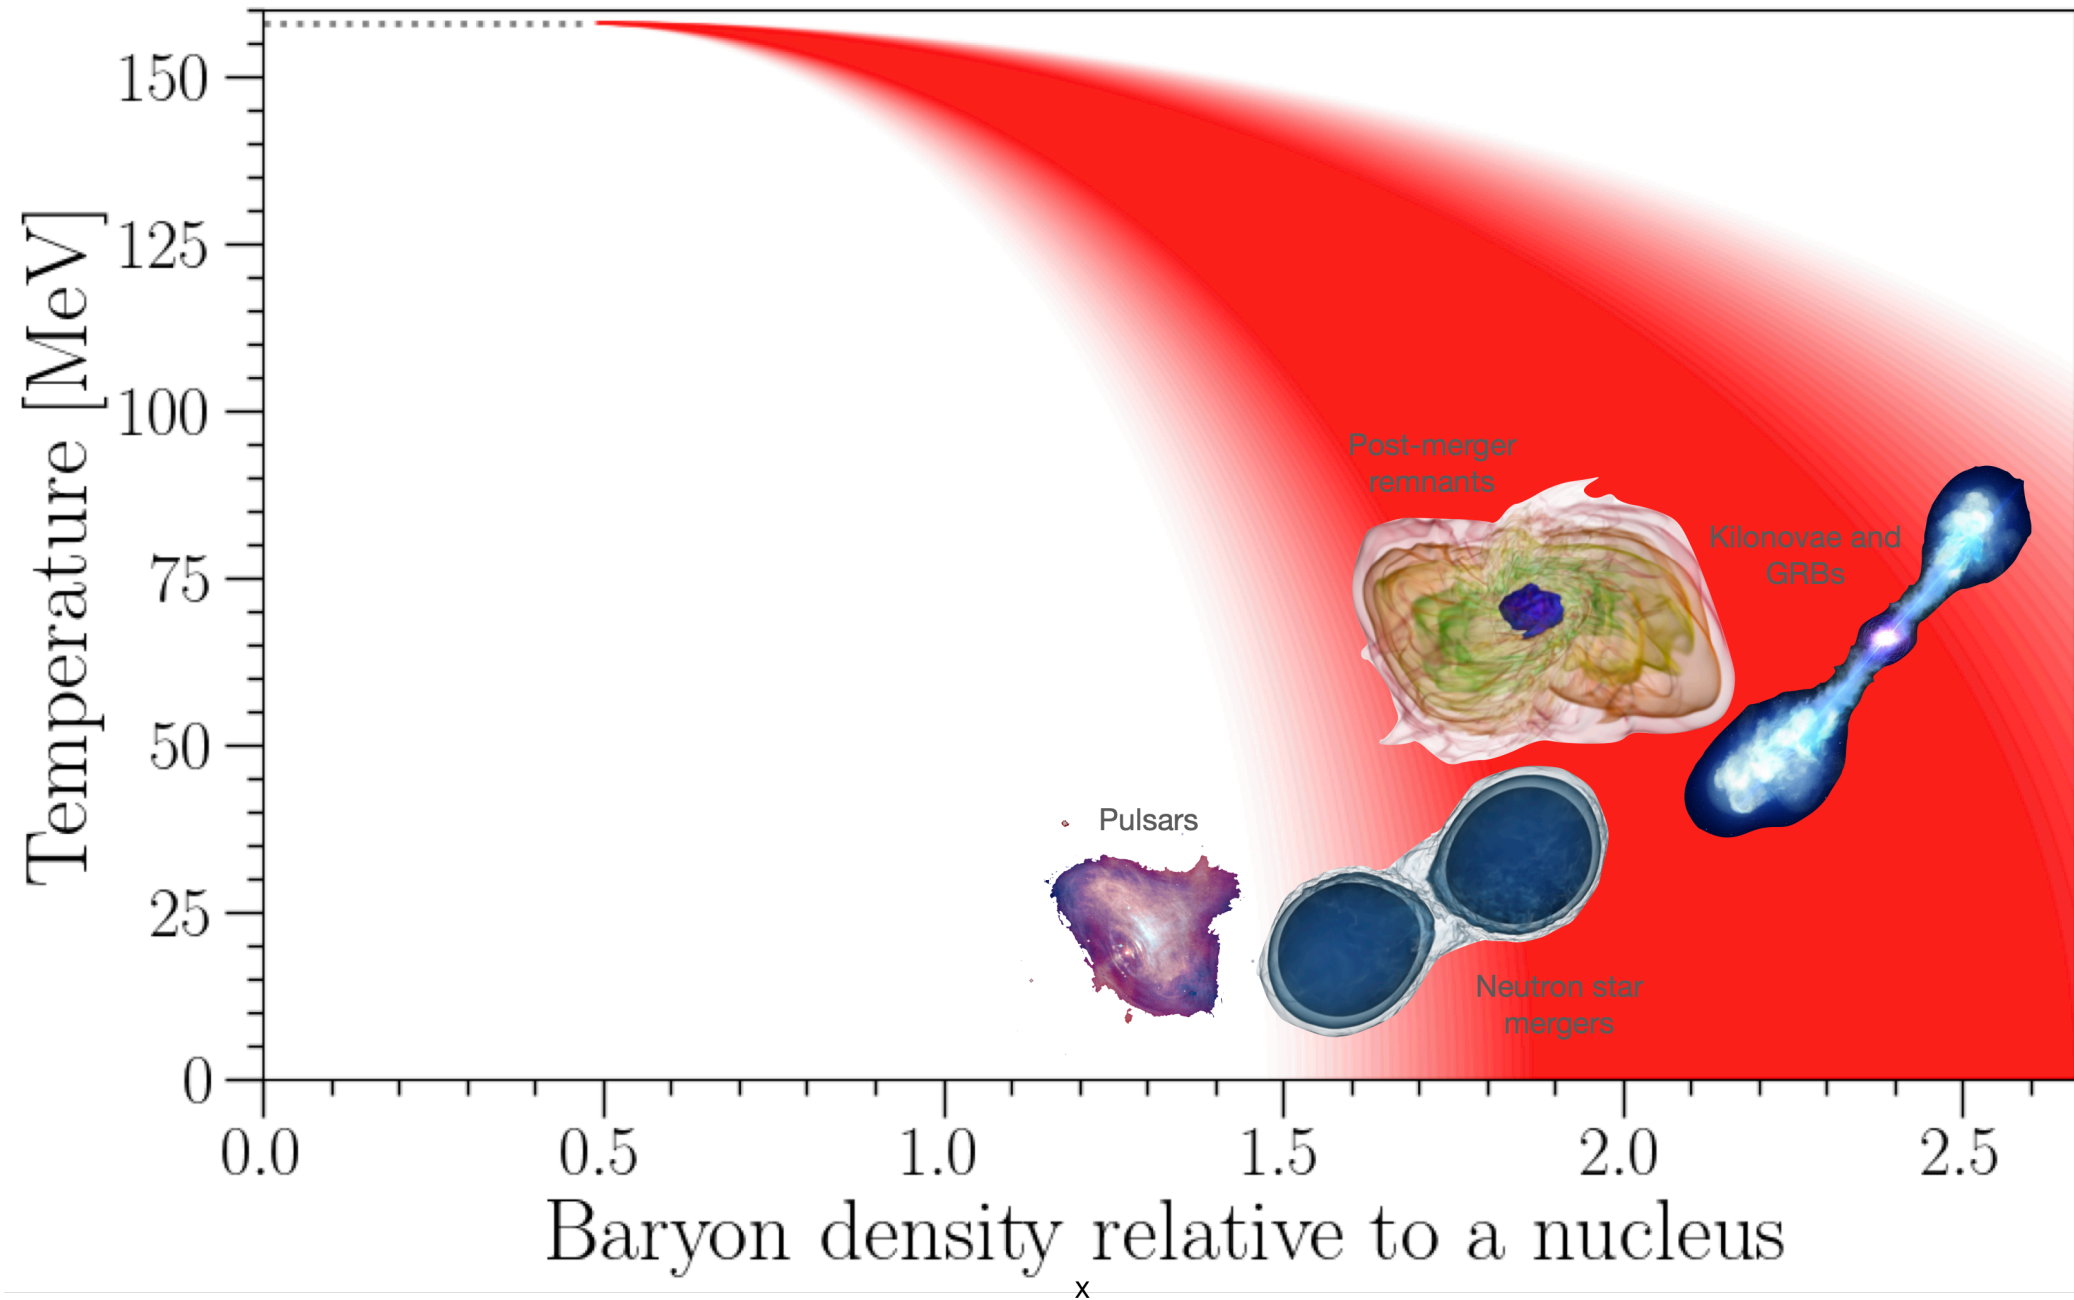 150
125
100
75
50
25
0
Temperature [MeV]
Post-merger
remnants
Kilonovae and
GRBs
Pulsars
Neutron star
mergers
0.0 0.5 1.0 1.5 2.0 2.5
Baryon density relative to a nucleus
x